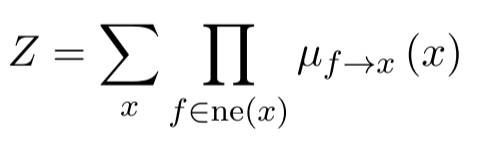 Z = ∑_x ∏_{f∈ne(x)} μ_{f→x} (x)